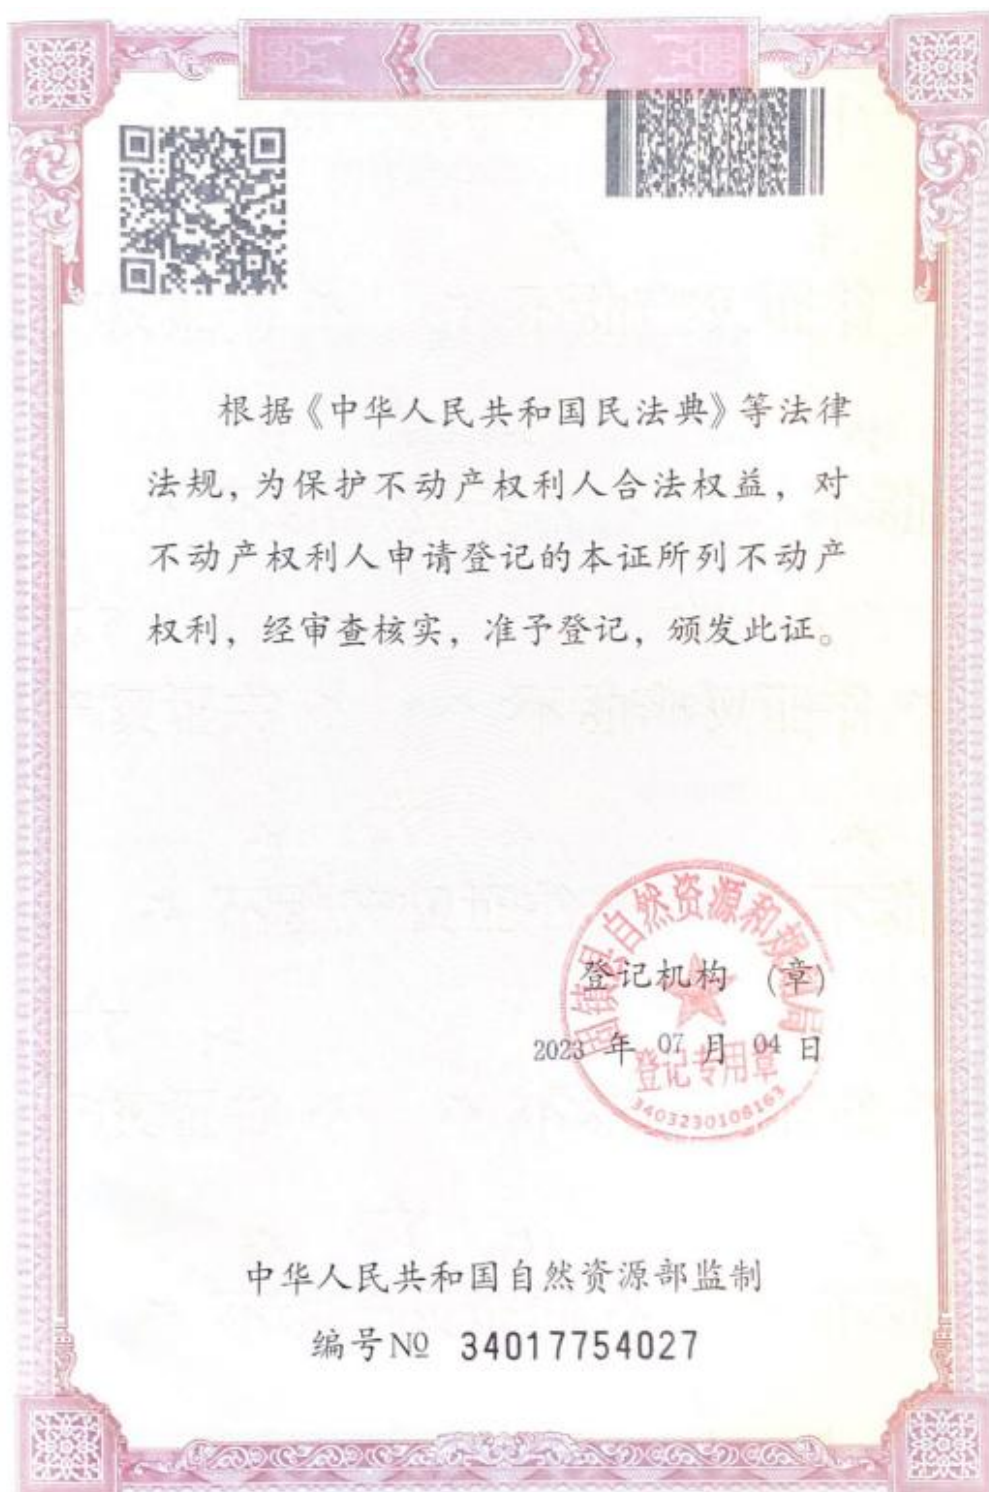 根据《中华人民共和国民法典》等法律
法规，为保护不动产权利人合法权益，对
不动产权利人申请登记的本证所列不动产
权利，经审查核实，准予登记，颁发此证。
固镇县自然资源和规划局
登记机构 （章）
2023 年 07 月 04 日
登记专用章
3403230108163
中华人民共和国自然资源部监制
编号№ 34017754027